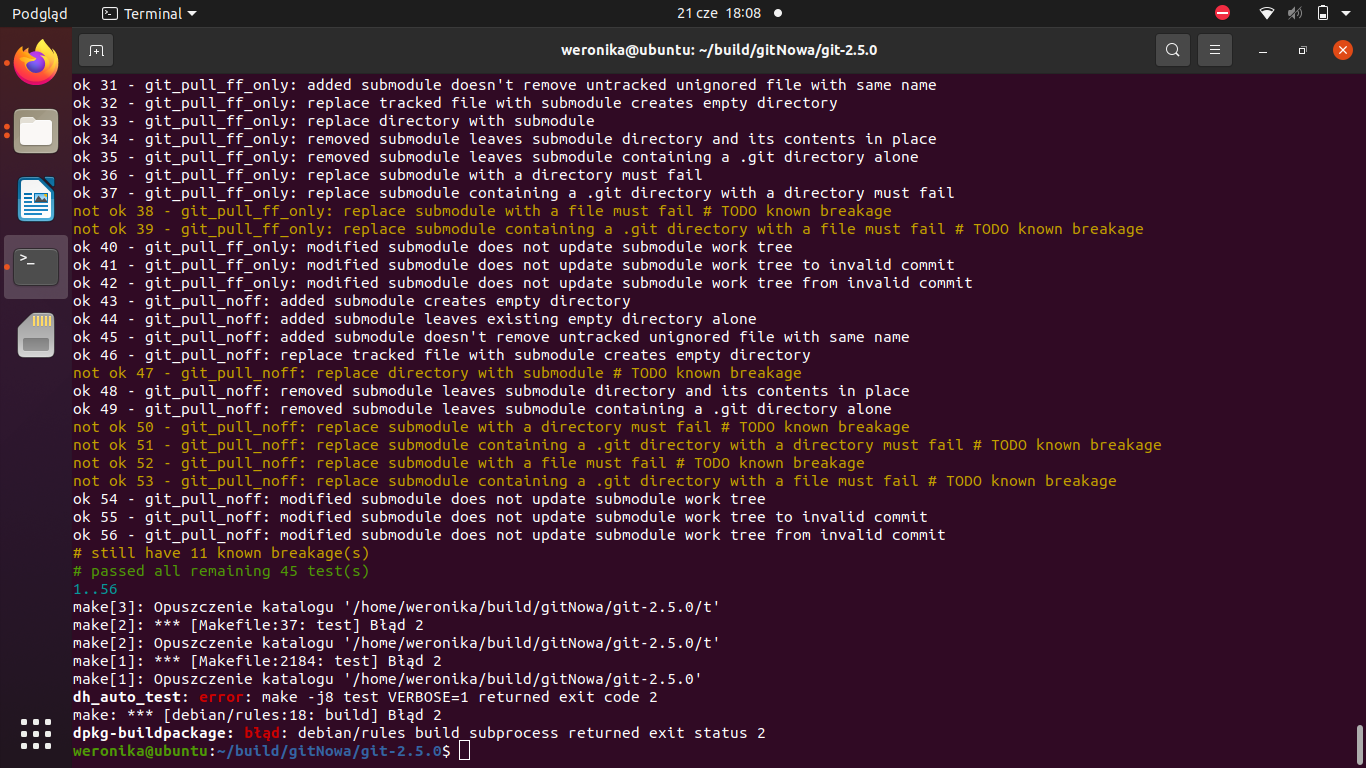 Podgląd
Terminal
21 cze 18:08
weronika@ubuntu: ~/build/gitNowa/git-2.5.0
ok 31 - git_pull_ff_only: added submodule doesn't remove untracked unignored file with same name
ok 32 - git_pull_ff_only: replace tracked file with submodule creates empty directory
ok 33 - git_pull_ff_only: replace directory with submodule
ok 34 - git_pull_ff_only: removed submodule leaves submodule directory and its contents in place
ok 35 - git_pull_ff_only: removed submodule leaves submodule containing a .git directory alone
ok 36 - git_pull_ff_only: replace submodule with a directory must fail
ok 37 - git_pull_ff_only: replace submodule containing a .git directory with a directory must fail
not ok 38 - git_pull_ff_only: replace submodule with a file must fail # TODO known breakage
not ok 39 - git_pull_ff_only: replace submodule containing a .git directory with a file must fail # TODO known breakage
ok 40 - git_pull_ff_only: modified submodule does not update submodule work tree
ok 41 - git_pull_ff_only: modified submodule does not update submodule work tree to invalid commit
ok 42 - git_pull_ff_only: modified submodule does not update submodule work tree from invalid commit
ok 43 - git_pull_noff: added submodule creates empty directory
ok 44 - git_pull_noff: added submodule leaves existing empty directory alone
ok 45 - git_pull_noff: added submodule doesn't remove untracked unignored file with same name
ok 46 - git_pull_noff: replace tracked file with submodule creates empty directory
not ok 47 - git_pull_noff: replace directory with submodule # TODO known breakage
ok 48 - git_pull_noff: removed submodule leaves submodule directory and its contents in place
ok 49 - git_pull_noff: removed submodule leaves submodule containing a .git directory alone
not ok 50 - git_pull_noff: replace submodule with a directory must fail # TODO known breakage
not ok 51 - git_pull_noff: replace submodule containing a .git directory with a directory must fail # TODO known breakage
not ok 52 - git_pull_noff: replace submodule with a file must fail # TODO known breakage
not ok 53 - git_pull_noff: replace submodule containing a .git directory with a file must fail # TODO known breakage
ok 54 - git_pull_noff: modified submodule does not update submodule work tree
ok 55 - git_pull_noff: modified submodule does not update submodule work tree to invalid commit
ok 56 - git_pull_noff: modified submodule does not update submodule work tree from invalid commit
# still have 11 known breakage(s)
# passed all remaining 45 test(s)
1..56
make[3]: Opuszczenie katalogu '/home/weronika/build/gitNowa/git-2.5.0/t'
make[2]: *** [Makefile:37: test] Błąd 2
make[2]: Opuszczenie katalogu '/home/weronika/build/gitNowa/git-2.5.0/t'
make[1]: *** [Makefile:2184: test] Błąd 2
make[1]: Opuszczenie katalogu '/home/weronika/build/gitNowa/git-2.5.0'
dh_auto_test: error: make -j8 test VERBOSE=1 returned exit code 2
make: *** [debian/rules:18: build] Błąd 2
dpkg-buildpackage: błąd: debian/rules build subprocess returned exit status 2
weronika@ubuntu:~/build/gitNowa/git-2.5.0$